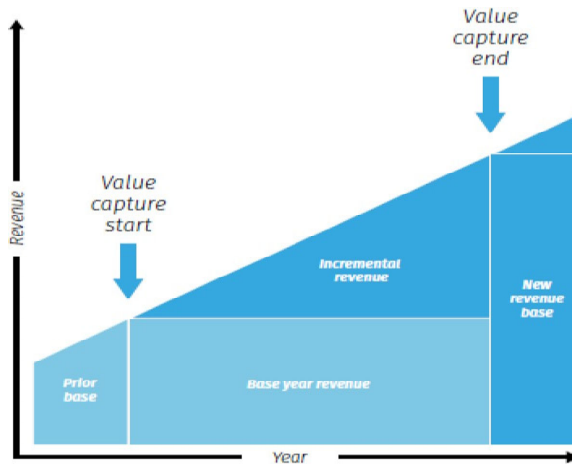 Value
capture
end
Value
capture
start
Revenue
Incremental
revenue
New
revenue
base
Prior
base
Base year revenue
Year